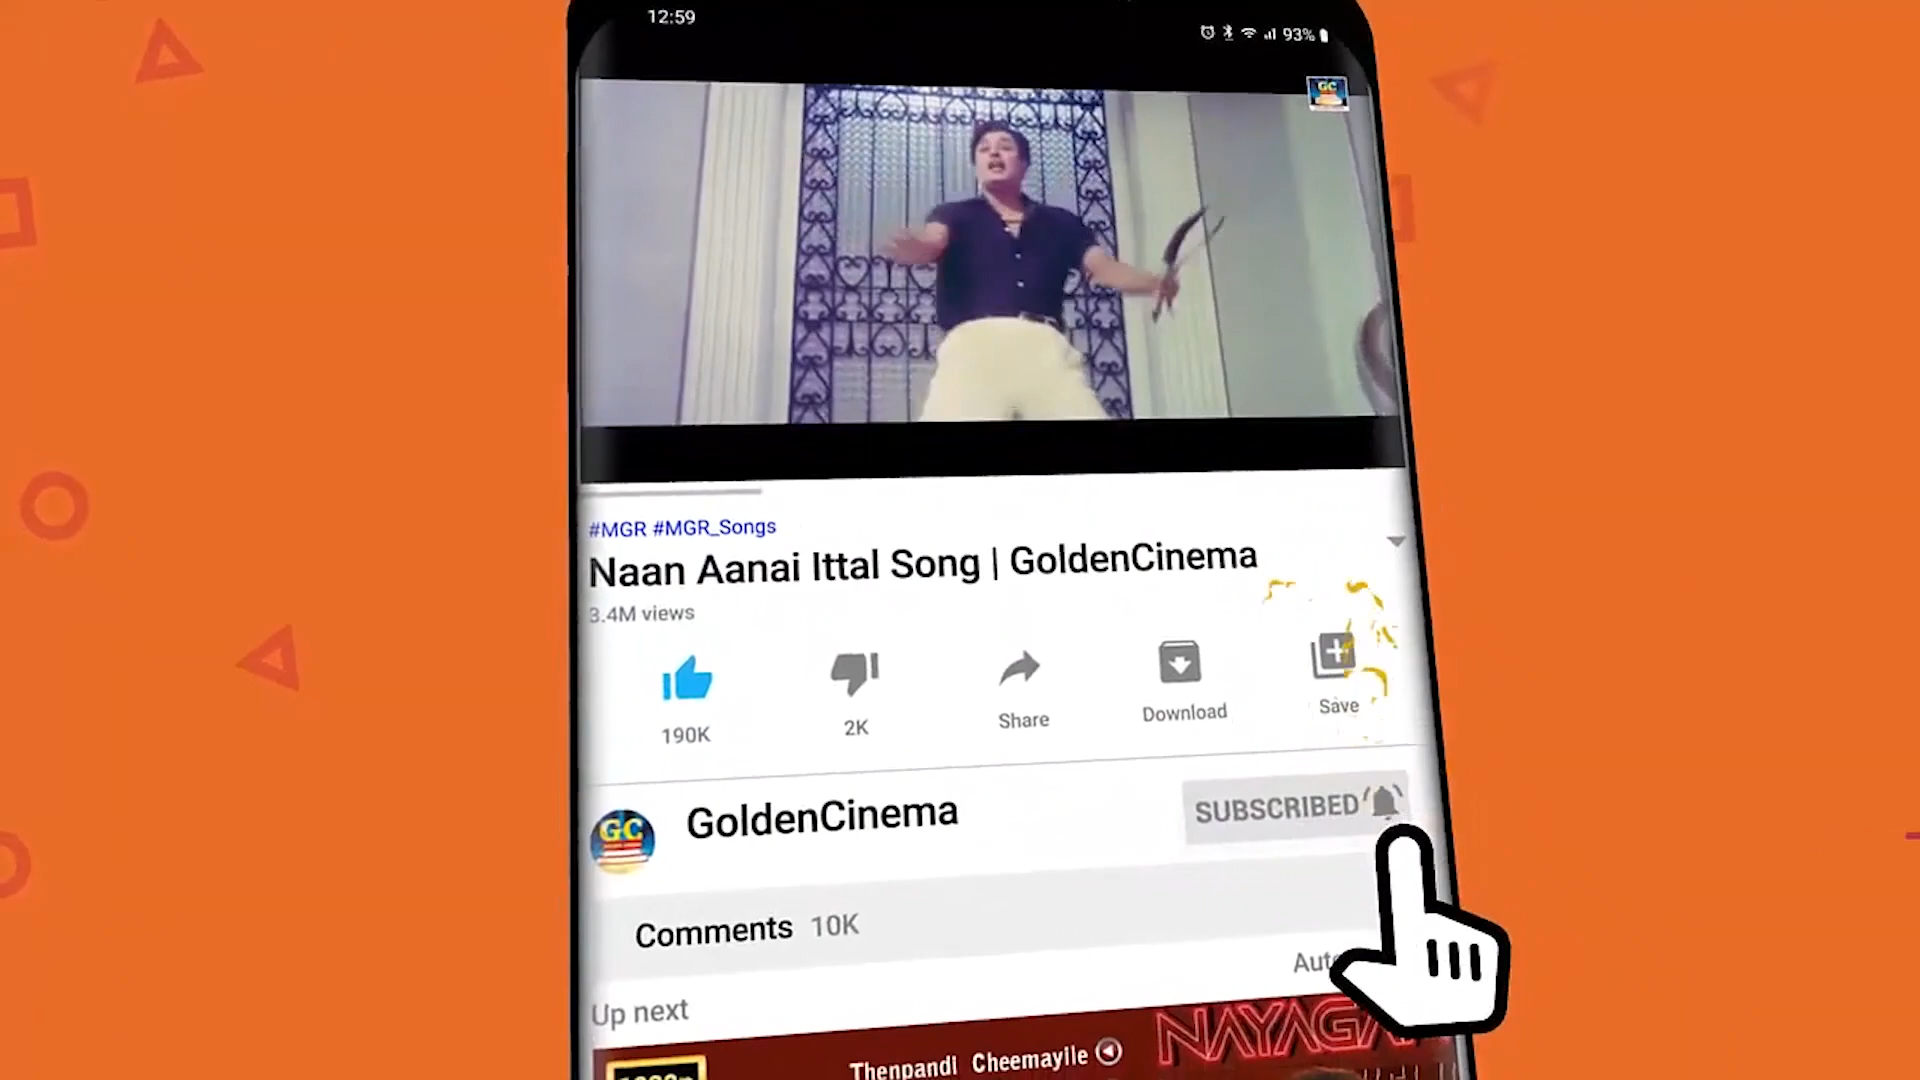 12:59
93%
GC
#MGR #MGR_Songs
Naan Aanai Ittal Song | GoldenCinema
3.4M views
190K
2K
Share
Download
Save
GC
GoldenCinema
SUBSCRIBED
Comments 10K
Up next
Thenpandi Cheemayile